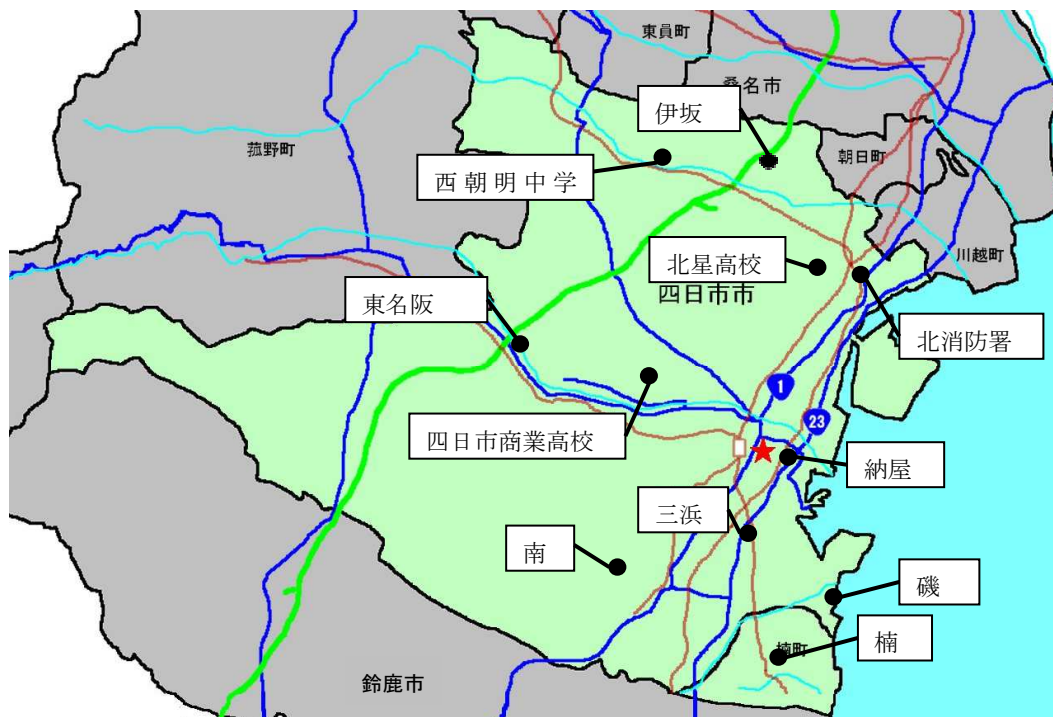 東員町
桑名市
伊坂
菰野町
朝日町
西朝明中学
川越町
北星高校
四日市市
東名阪
北消防署
1
23
四日市商業高校
納屋
三浜
南
磯
楠町
楠
鈴鹿市